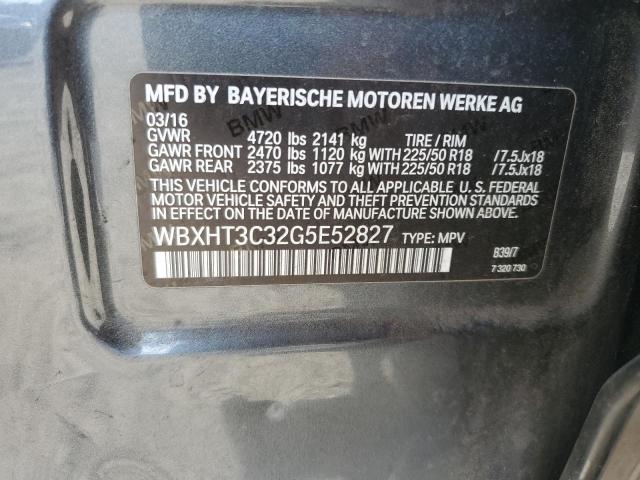 MFD BY BAYERISCHE MOTOREN WERKE AG
03/16
GVWR 4720 lbs 2141 kg TIRE / RIM
GAWR FRONT 2470 lbs 1120 kg WITH 225/50 R18 /7.5Jx18
GAWR REAR 2375 lbs 1077 kg WITH 225/50 R18 /7.5Jx18
THIS VEHICLE CONFORMS TO ALL APPLICABLE U.S. FEDERAL
MOTOR VEHICLE SAFETY AND THEFT PREVENTION STANDARDS
IN EFFECT ON THE DATE OF MANUFACTURE SHOWN ABOVE.
WBXHT3C32G5E52827 TYPE: MPV
B39/7
7 320 730